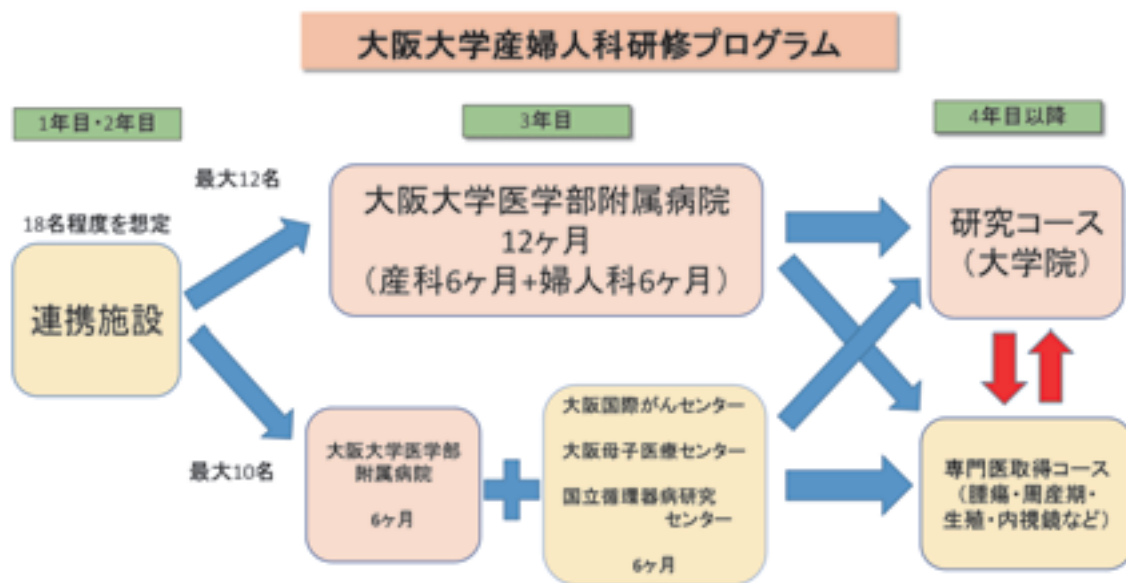 大阪大学産婦人科研修プログラム
1年目・2年目
3年目
4年目以降
最大12名
18名程度を想定
連携施設
大阪大学医学部附属病院
12ヶ月
（産科6ヶ月+婦人科6ヶ月）
研究コース
（大学院）
最大10名
大阪大学医学部
附属病院
6ヶ月
大阪国際がんセンター
大阪母子医療センター
国立循環器病研究
センター
6ヶ月
専門医取得コース
（腫瘍・周産期・
生殖・内視鏡など）